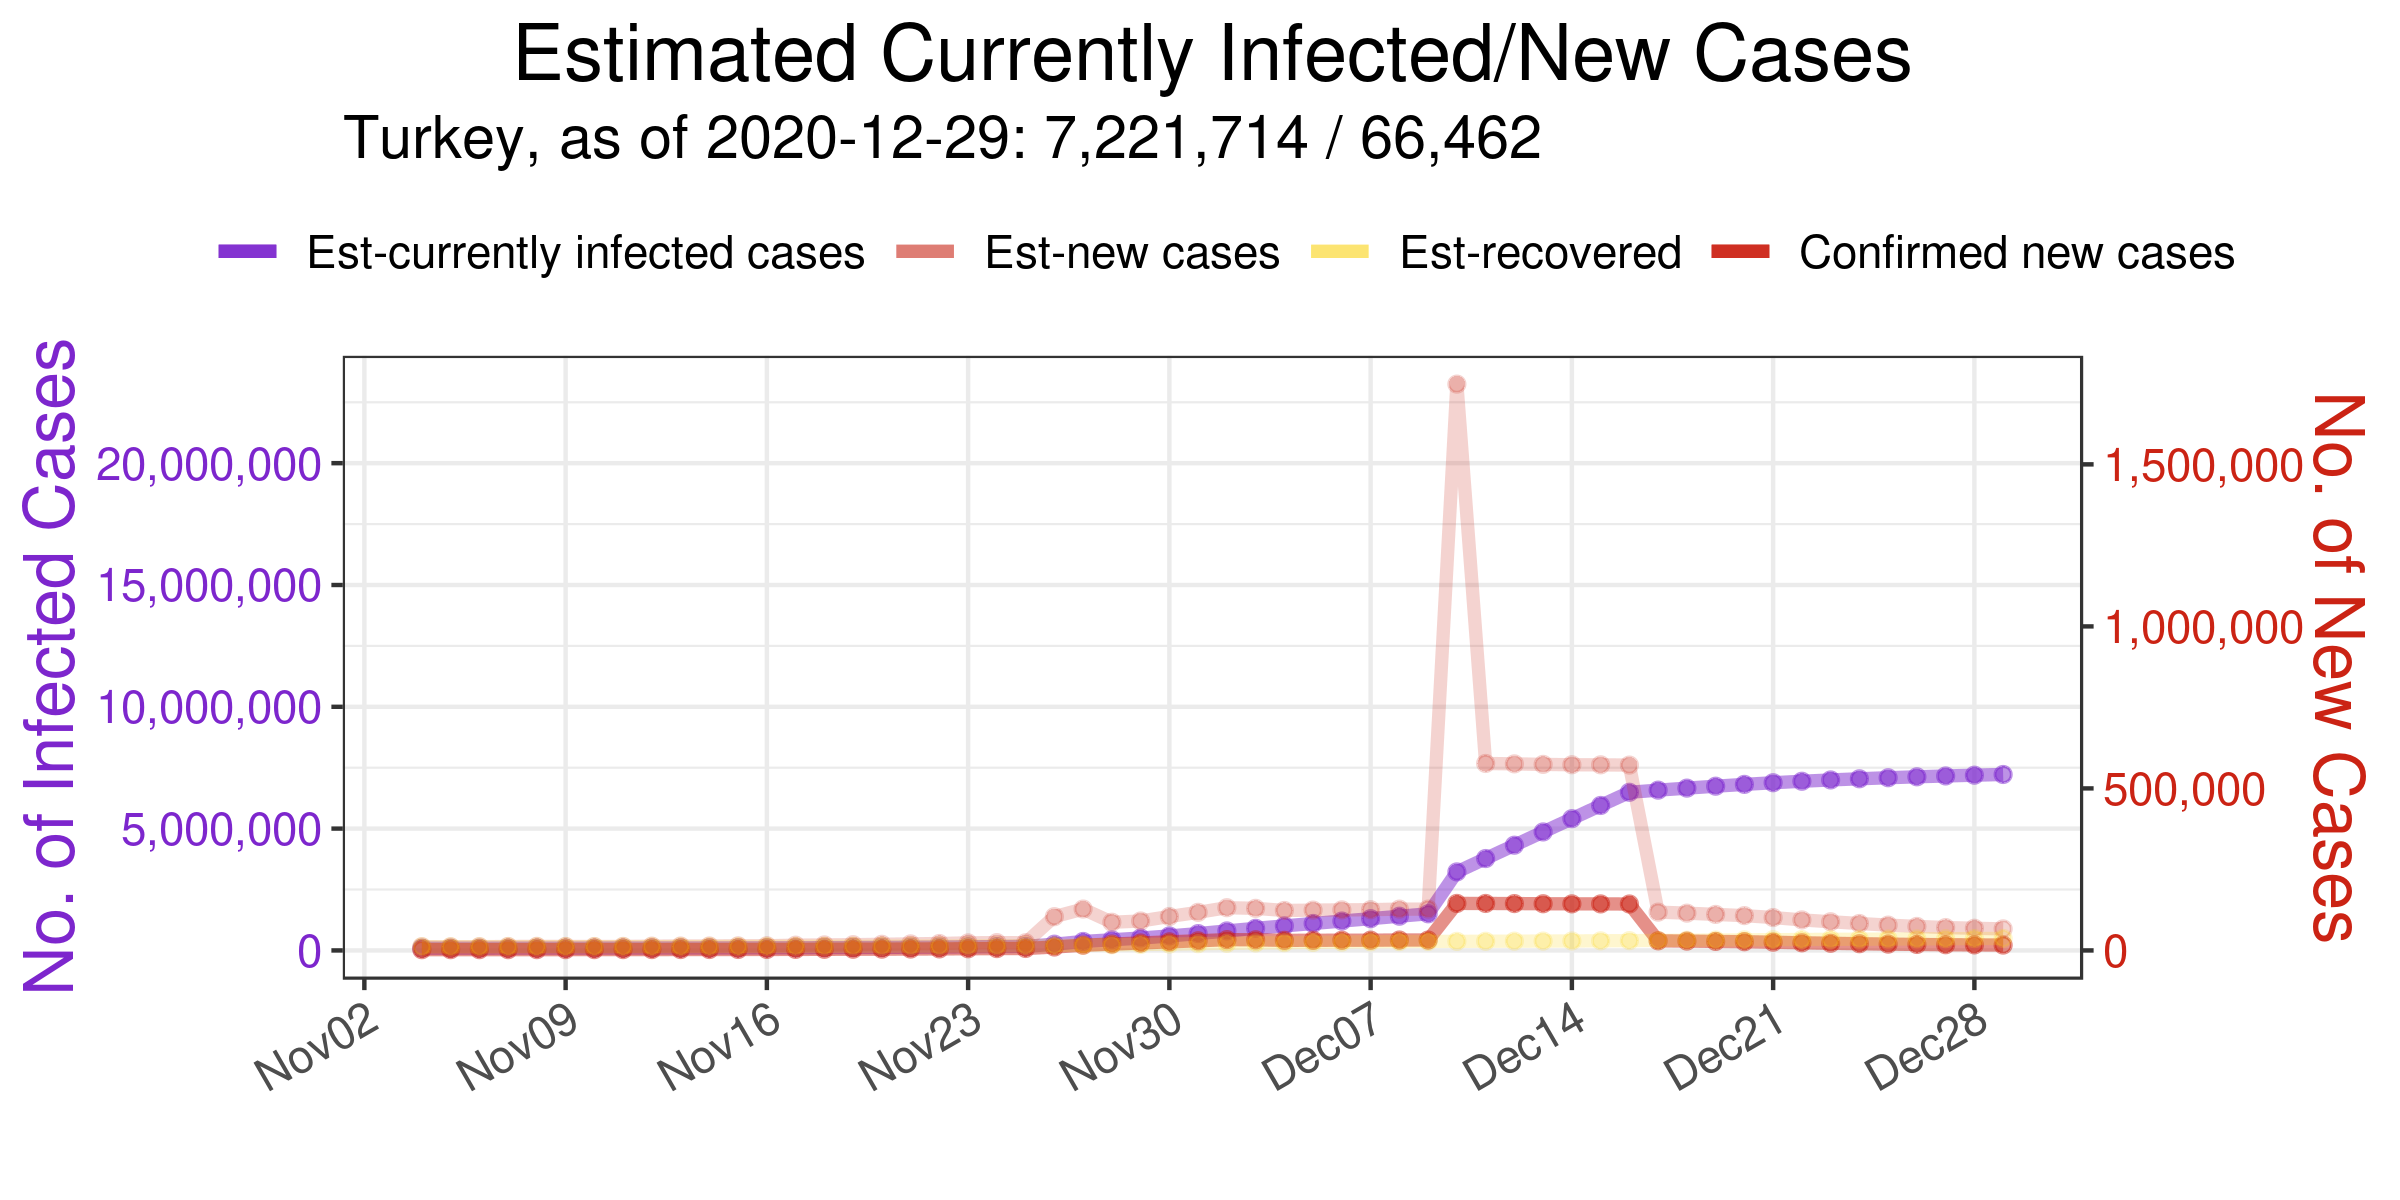 Estimated Currently Infected/New Cases
Turkey, as of 2020-12-29: 7,221,714 / 66,462
Est-currently infected cases Est-new cases Est-recovered Confirmed new cases
No. of Infected Cases
20,000,000
15,000,000
10,000,000
5,000,000
0
1,500,000
1,000,000
500,000
0
No. of New Cases
Nov02 Nov09 Nov16 Nov23 Nov30 Dec07 Dec14 Dec21 Dec28